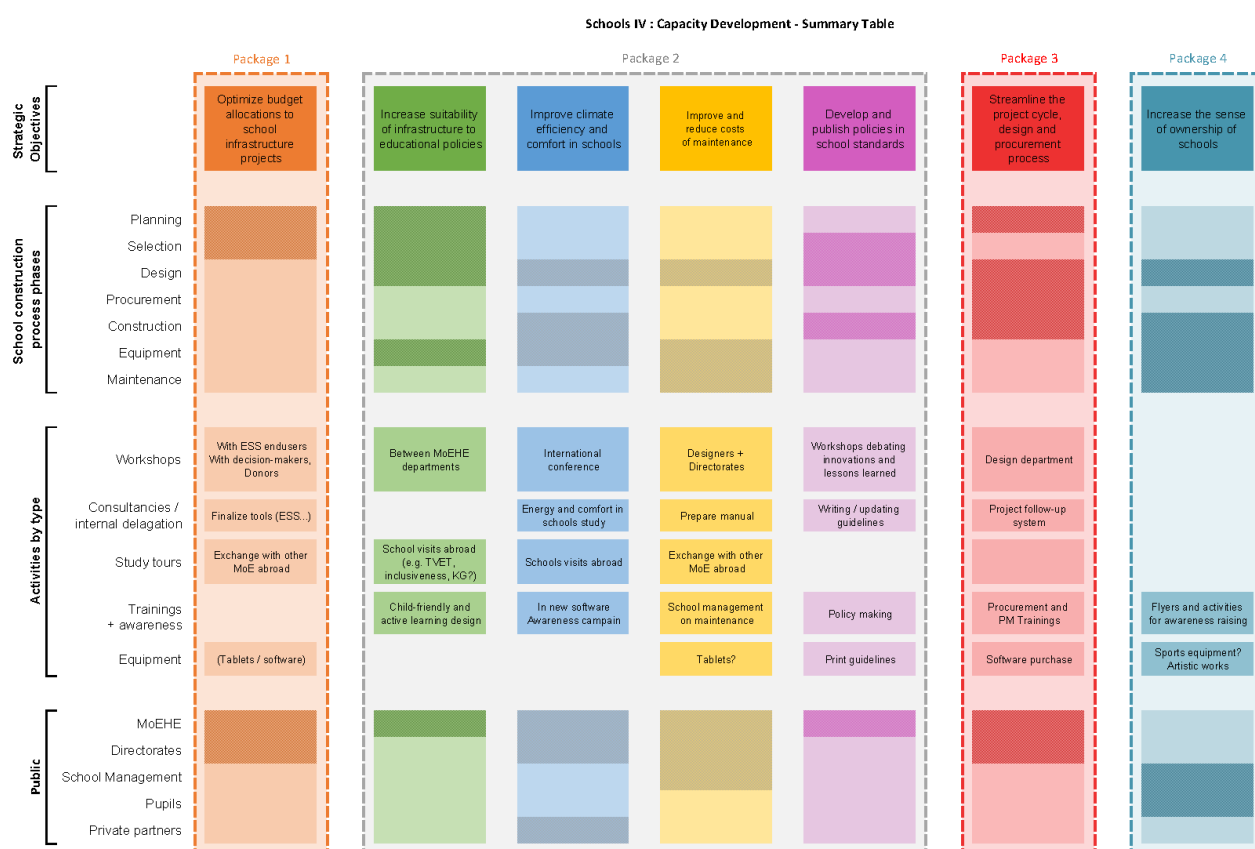 Schools IV : Capacity Development - Summary Table
Package 1
Package 2
Package 3
Package 4
Strategic
Objectives
Optimize budget
allocations to
school
infrastructure
projects
Increase suitability
of infrastructure to
educational policies
Improve climate
efficiency and
comfort in schools
Improve and
reduce costs
of maintenance
Develop and
publish policies in
school standards
Streamline the
project cycle,
design and
procurement
process
Increase the sense
of ownership of
schools
School construction
process phases
Planning
Selection
Design
Procurement
Construction
Equipment
Maintenance
Activities by type
Workshops
With ESS endusers
With decision-makers,
Donors
Between MoEHE
departments
International
conference
Designers +
Directorates
Workshops debating
innovations and
lessons learned
Design department
Consultancies /
internal delagation
Finalize tools (ESS...)
Energy and comfort in
schools study
Prepare manual
Writing / updating
guidelines
Project follow-up
system
Study tours
Exchange with other
MoE abroad
School visits abroad
(e.g. TVET,
inclusiveness, KG?)
Schools visits abroad
Exchange with other
MoE abroad
Trainings
+ awareness
Child-friendly and
active learning design
In new software
Awareness campain
School management
on maintenance
Policy making
Procurement and
PM Trainings
Flyers and activities
for awareness raising
Equipment
(Tablets / software)
Tablets?
Print guidelines
Software purchase
Sports equipment?
Artistic works
Public
MoEHE
Directorates
School Management
Pupils
Private partners